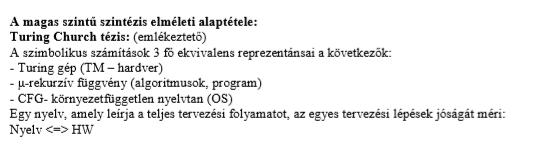 A magas szintű szintézis elméleti alaptétele:
Turing Church tézis: (emlékeztető)
A szimbolikus számítások 3 fő ekvivalens reprezentánsai a következők:
- Turing gép (TM – hardver)
- μ-rekurzív függvény (algoritmusok, program)
- CFG- környezetfüggetlen nyelvtan (OS)
Egy nyelv, amely leírja a teljes tervezési folyamatot, az egyes tervezési lépések jóságát méri:
Nyelv <=> HW